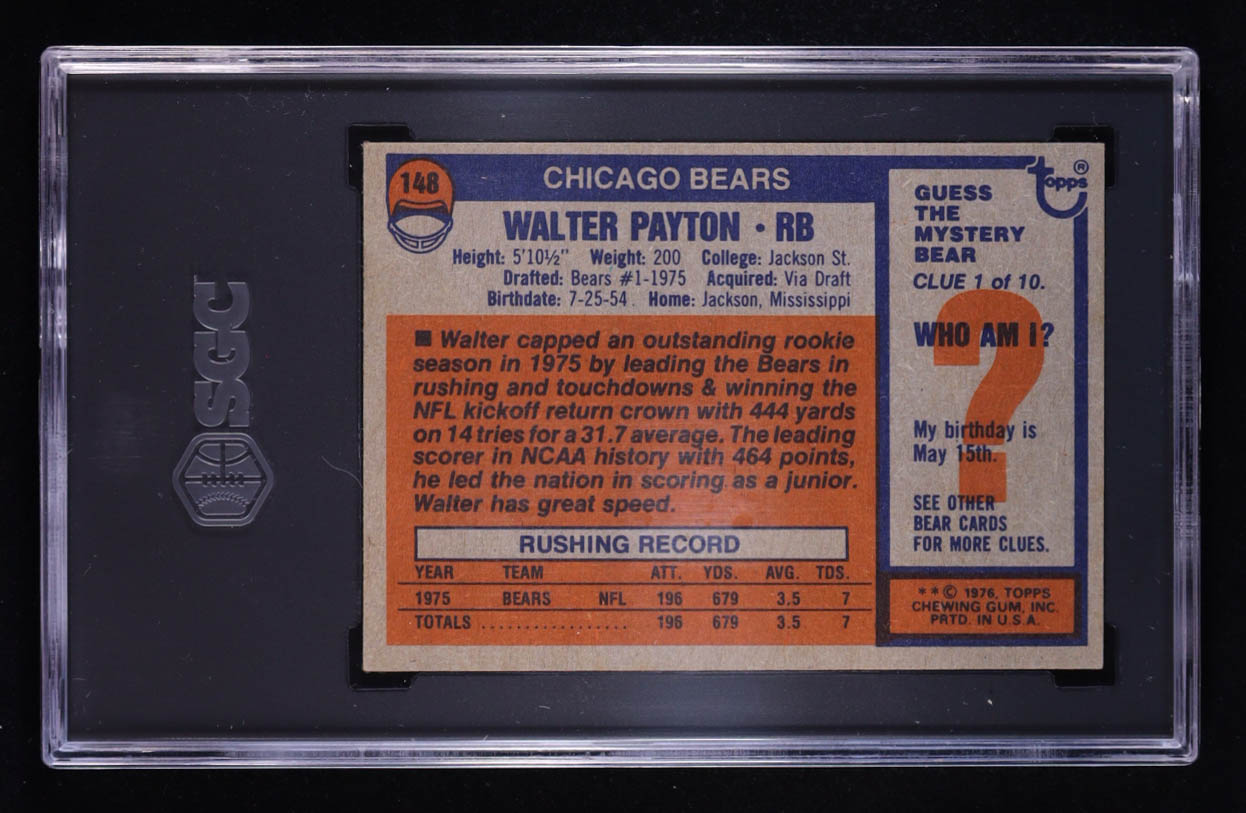 SGC
148
CHICAGO BEARS
WALTER PAYTON • RB
Height: 5'10½" Weight: 200 College: Jackson St.
Drafted: Bears #1-1975 Acquired: Via Draft
Birthdate: 7-25-54 Home: Jackson, Mississippi
■ Walter capped an outstanding rookie
season in 1975 by leading the Bears in
rushing and touchdowns & winning the
NFL kickoff return crown with 444 yards
on 14 tries for a 31.7 average. The leading
scorer in NCAA history with 464 points,
he led the nation in scoring as a junior.
Walter has great speed.
RUSHING RECORD
YEAR TEAM ATT. YDS. AVG. TDS.
1975 BEARS NFL 196 679 3.5 7
TOTALS .................. 196 679 3.5 7
topps®
GUESS
THE
MYSTERY
BEAR
CLUE 1 of 10.
?
WHO AM I?
My birthday is
May 15th.
SEE OTHER
BEAR CARDS
FOR MORE CLUES.
**© 1976, TOPPS
CHEWING GUM, INC.
PRTD. IN U.S.A.